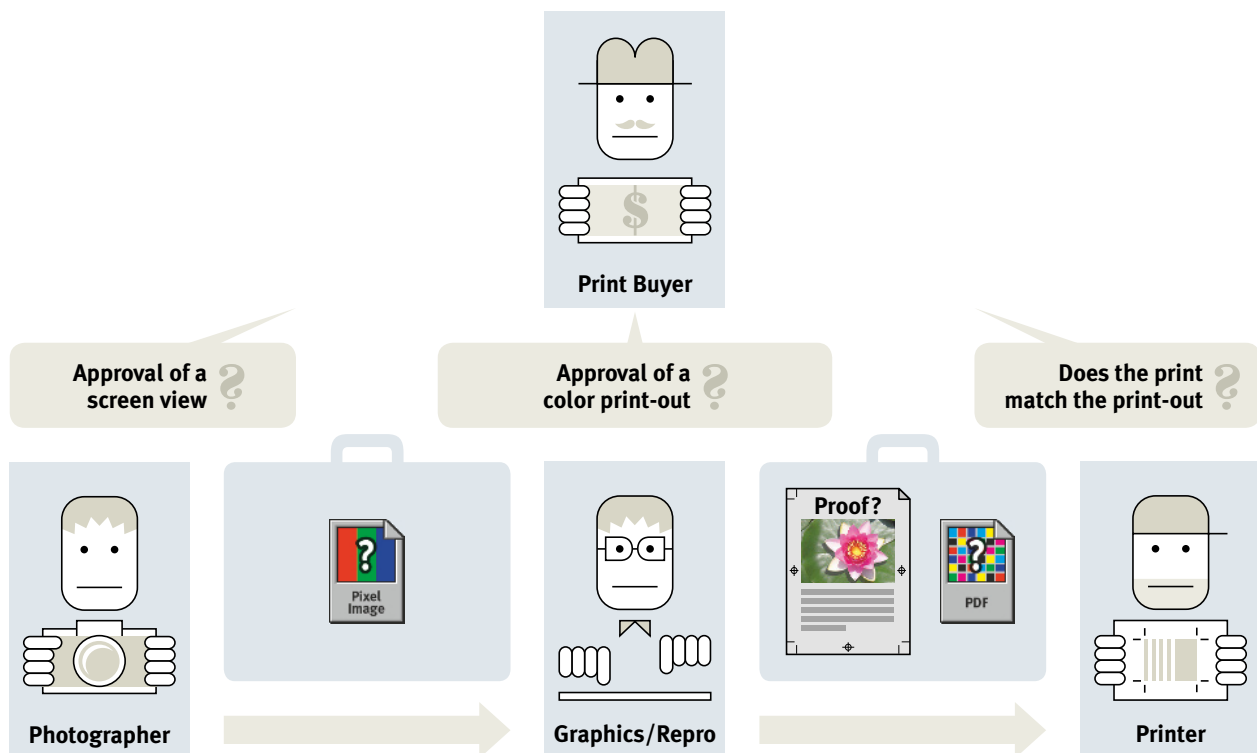 $
Print Buyer
Approval of a
screen view
?
Approval of a
color print-out
?
Does the print
match the print-out
?
?
Pixel
Image
Proof?
?
PDF
Photographer
Graphics/Repro
Printer